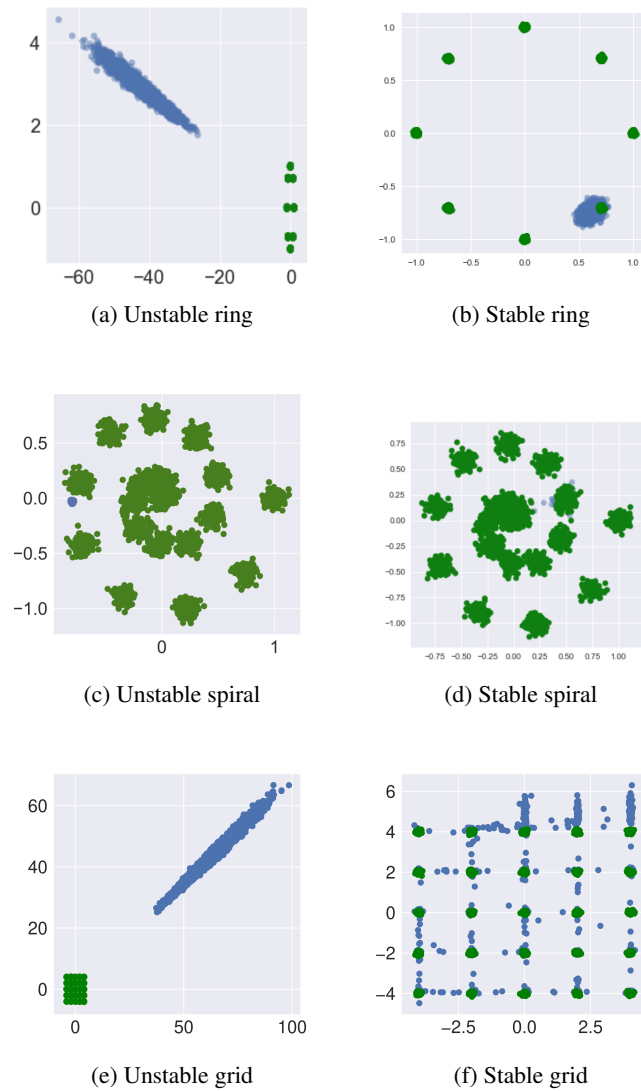 4
2
0
−60 −40 −20 0
(a) Unstable ring
1.0
0.5
0.0
−0.5
−1.0
−1.0 −0.5 0.0 0.5 1.0
(b) Stable ring
0.5
0.0
−0.5
−1.0
0 1
(c) Unstable spiral
0.75
0.50
0.25
0.00
−0.25
−0.50
−0.75
−1.00
−0.75 −0.50 −0.25 0.00 0.25 0.50 0.75 1.00
(d) Stable spiral
60
40
20
0
0 50 100
(e) Unstable grid
6
4
2
0
−2
−4
−2.5 0.0 2.5
(f) Stable grid